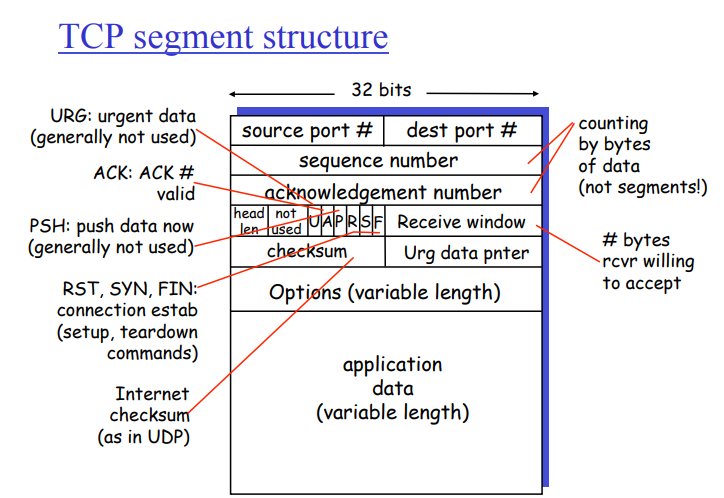 TCP segment structure
32 bits
URG: urgent data
(generally not used)
ACK: ACK #
valid
PSH: push data now
(generally not used)
RST, SYN, FIN:
connection estab
(setup, teardown
commands)
Internet
checksum
(as in UDP)
source port # dest port #
sequence number
acknowledgement number
head
len
not
used
U A P R S F
Receive window
checksum Urg data pnter
Options (variable length)
application
data
(variable length)
counting
by bytes
of data
(not segments!)
# bytes
rcvr willing
to accept